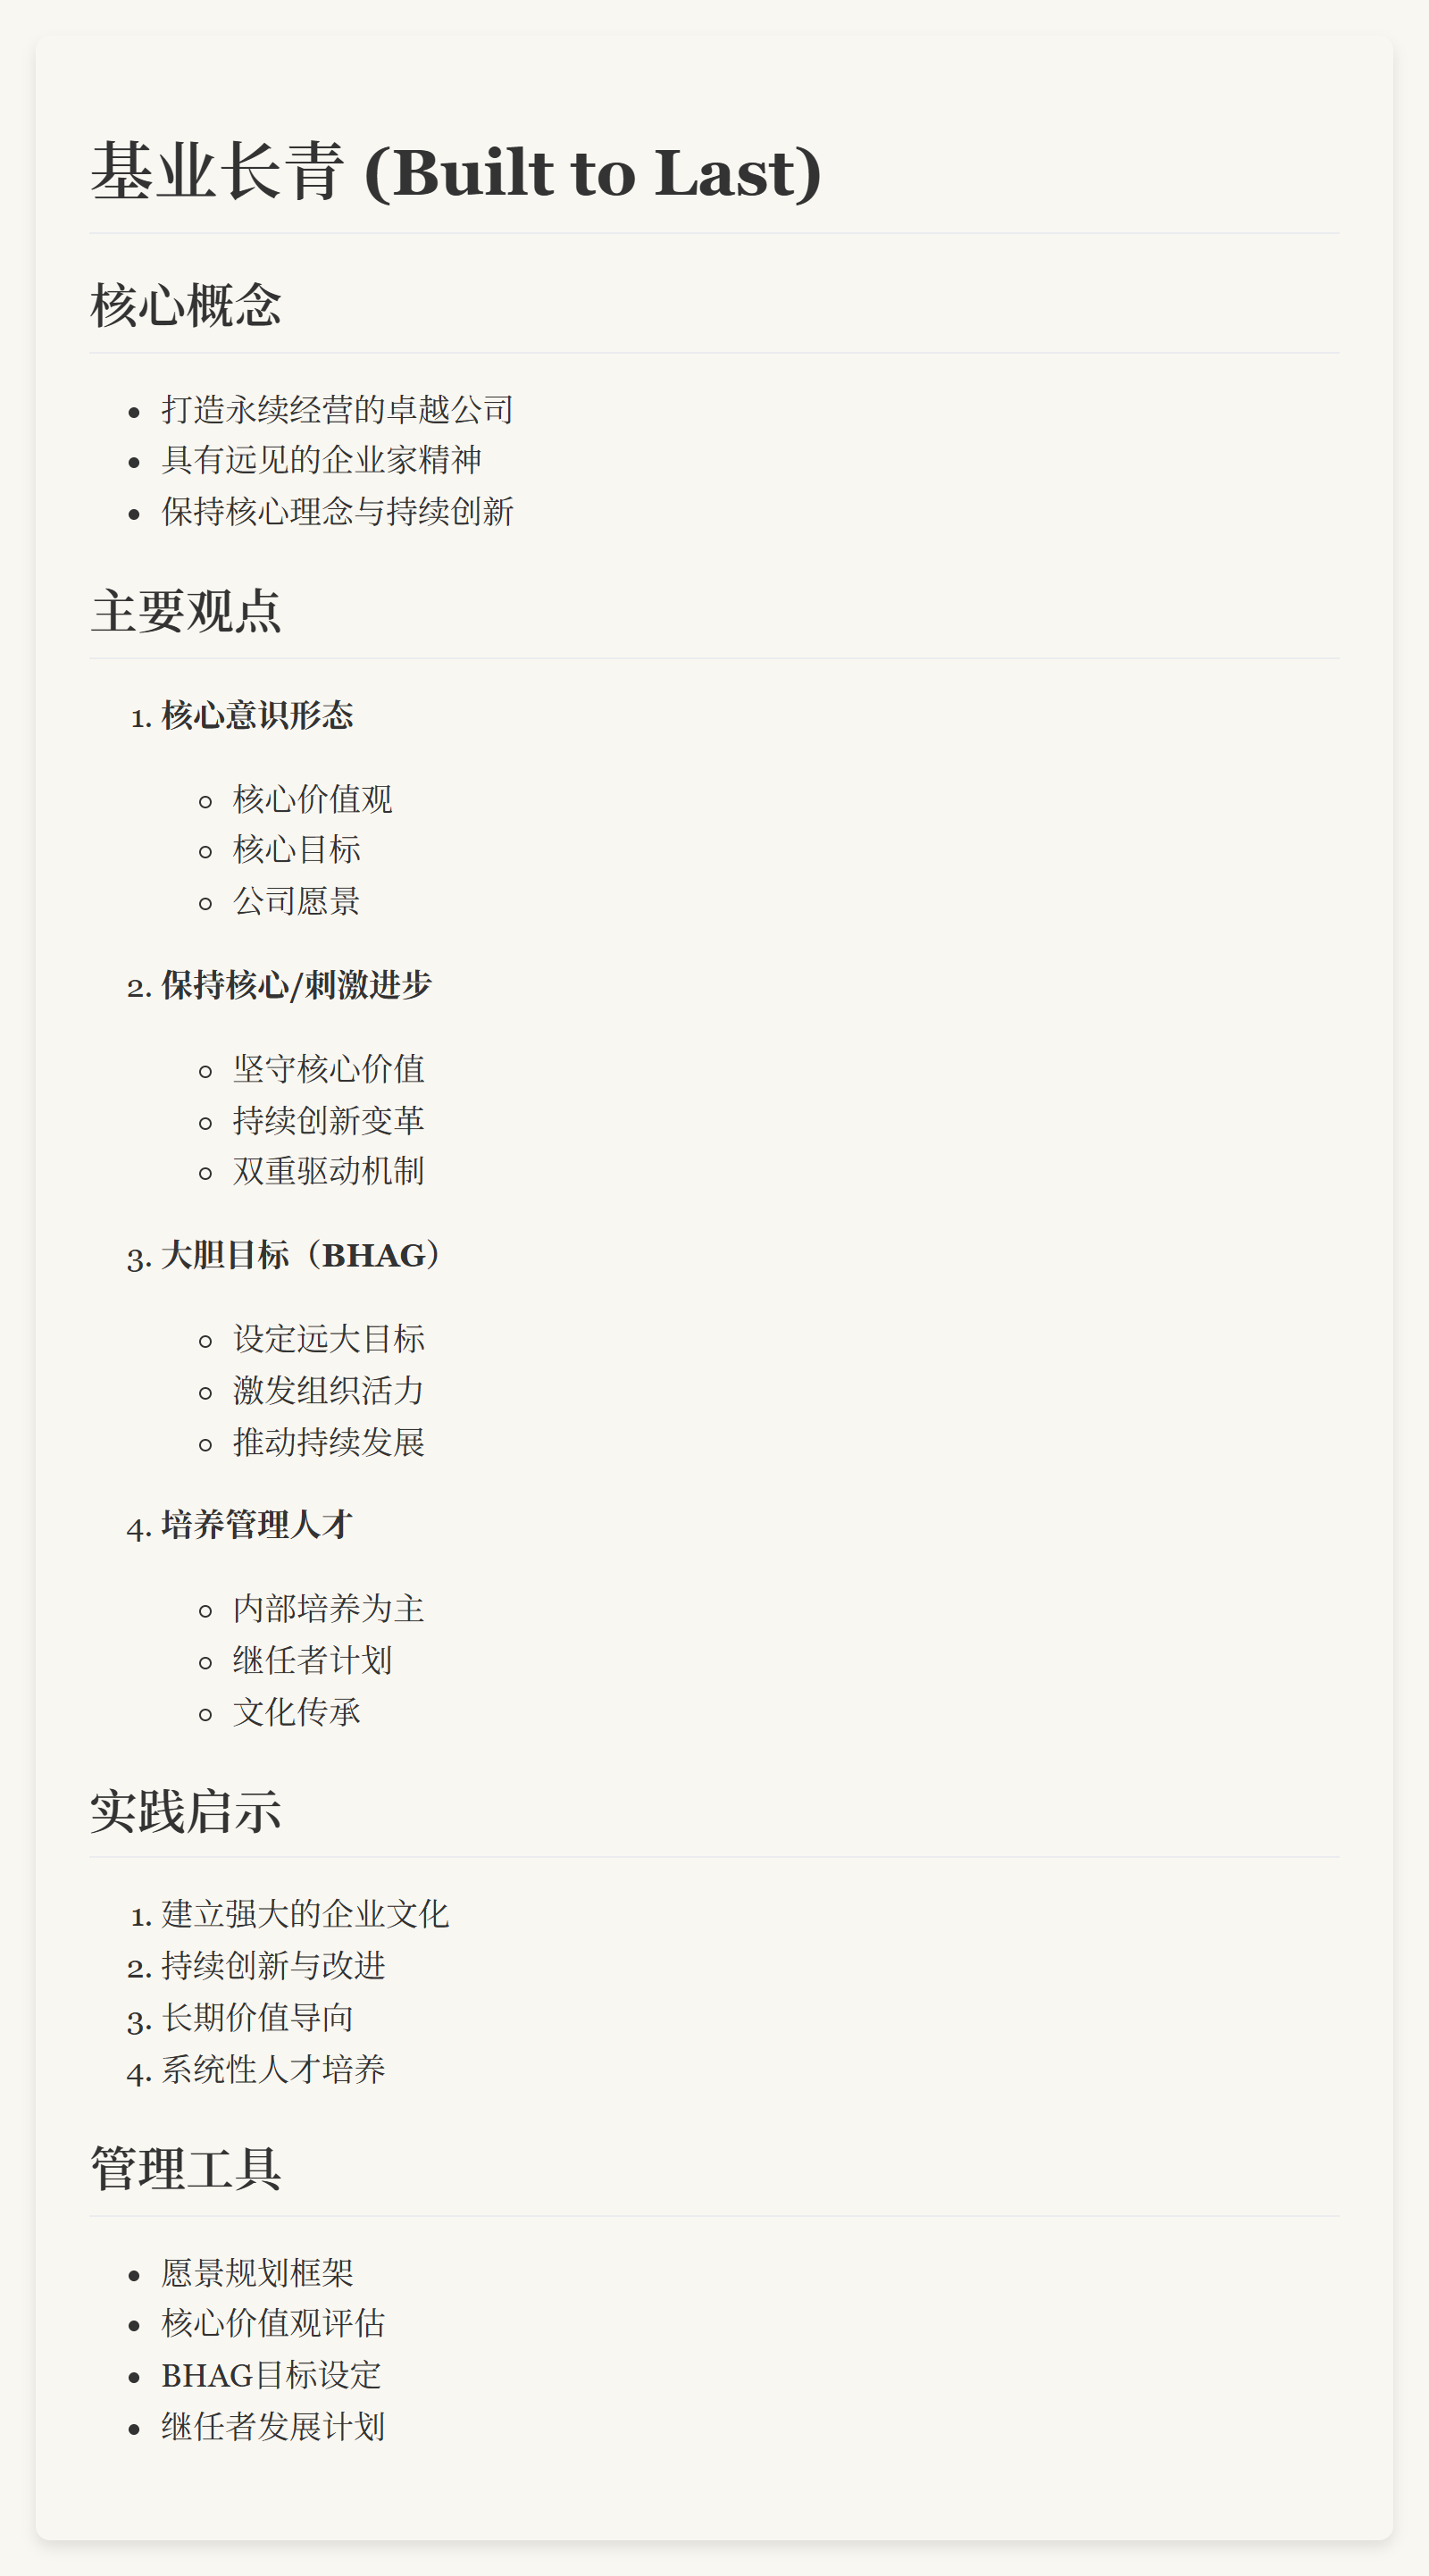 基业长青 (Built to Last)
核心概念
• 打造永续经营的卓越公司
• 具有远见的企业家精神
• 保持核心理念与持续创新
主要观点
1. 核心意识形态
◦ 核心价值观
◦ 核心目标
◦ 公司愿景
2. 保持核心/刺激进步
◦ 坚守核心价值
◦ 持续创新变革
◦ 双重驱动机制
3. 大胆目标（BHAG）
◦ 设定远大目标
◦ 激发组织活力
◦ 推动持续发展
4. 培养管理人才
◦ 内部培养为主
◦ 继任者计划
◦ 文化传承
实践启示
1. 建立强大的企业文化
2. 持续创新与改进
3. 长期价值导向
4. 系统性人才培养
管理工具
• 愿景规划框架
• 核心价值观评估
• BHAG目标设定
• 继任者发展计划